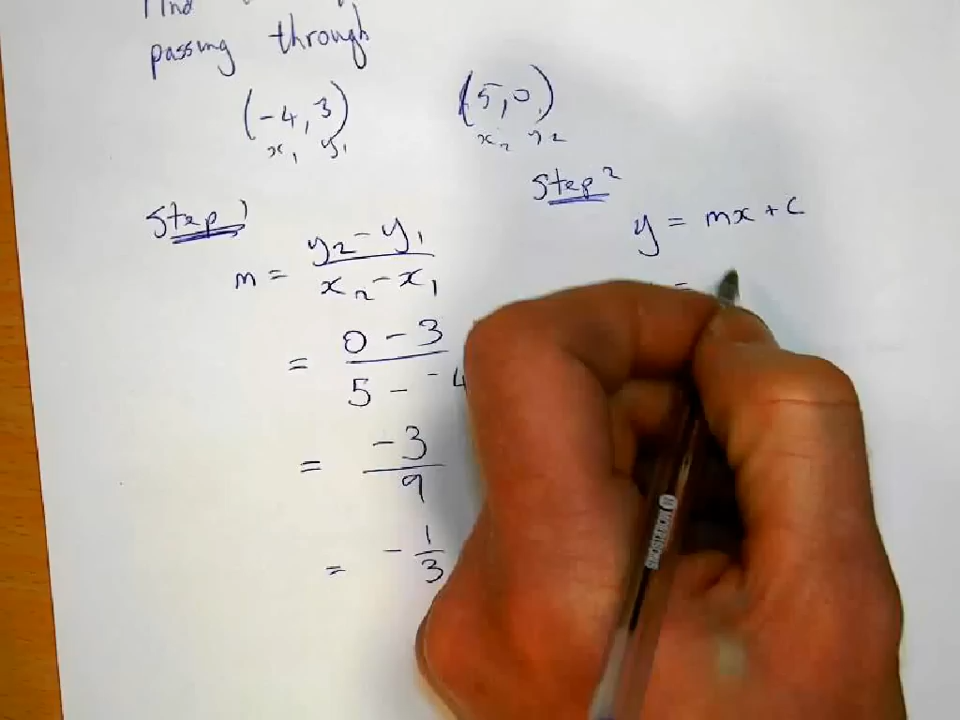 Find
passing through
(-4, 3) (5, 0)
x₁ y₁ x₂ y₂
Step 1
m = y₂ - y₁ / x₂ - x₁
= 0 - 3 / 5 - ⁻4
= -3 / 9
= - 1 / 3
Step 2
y = mx + c
=